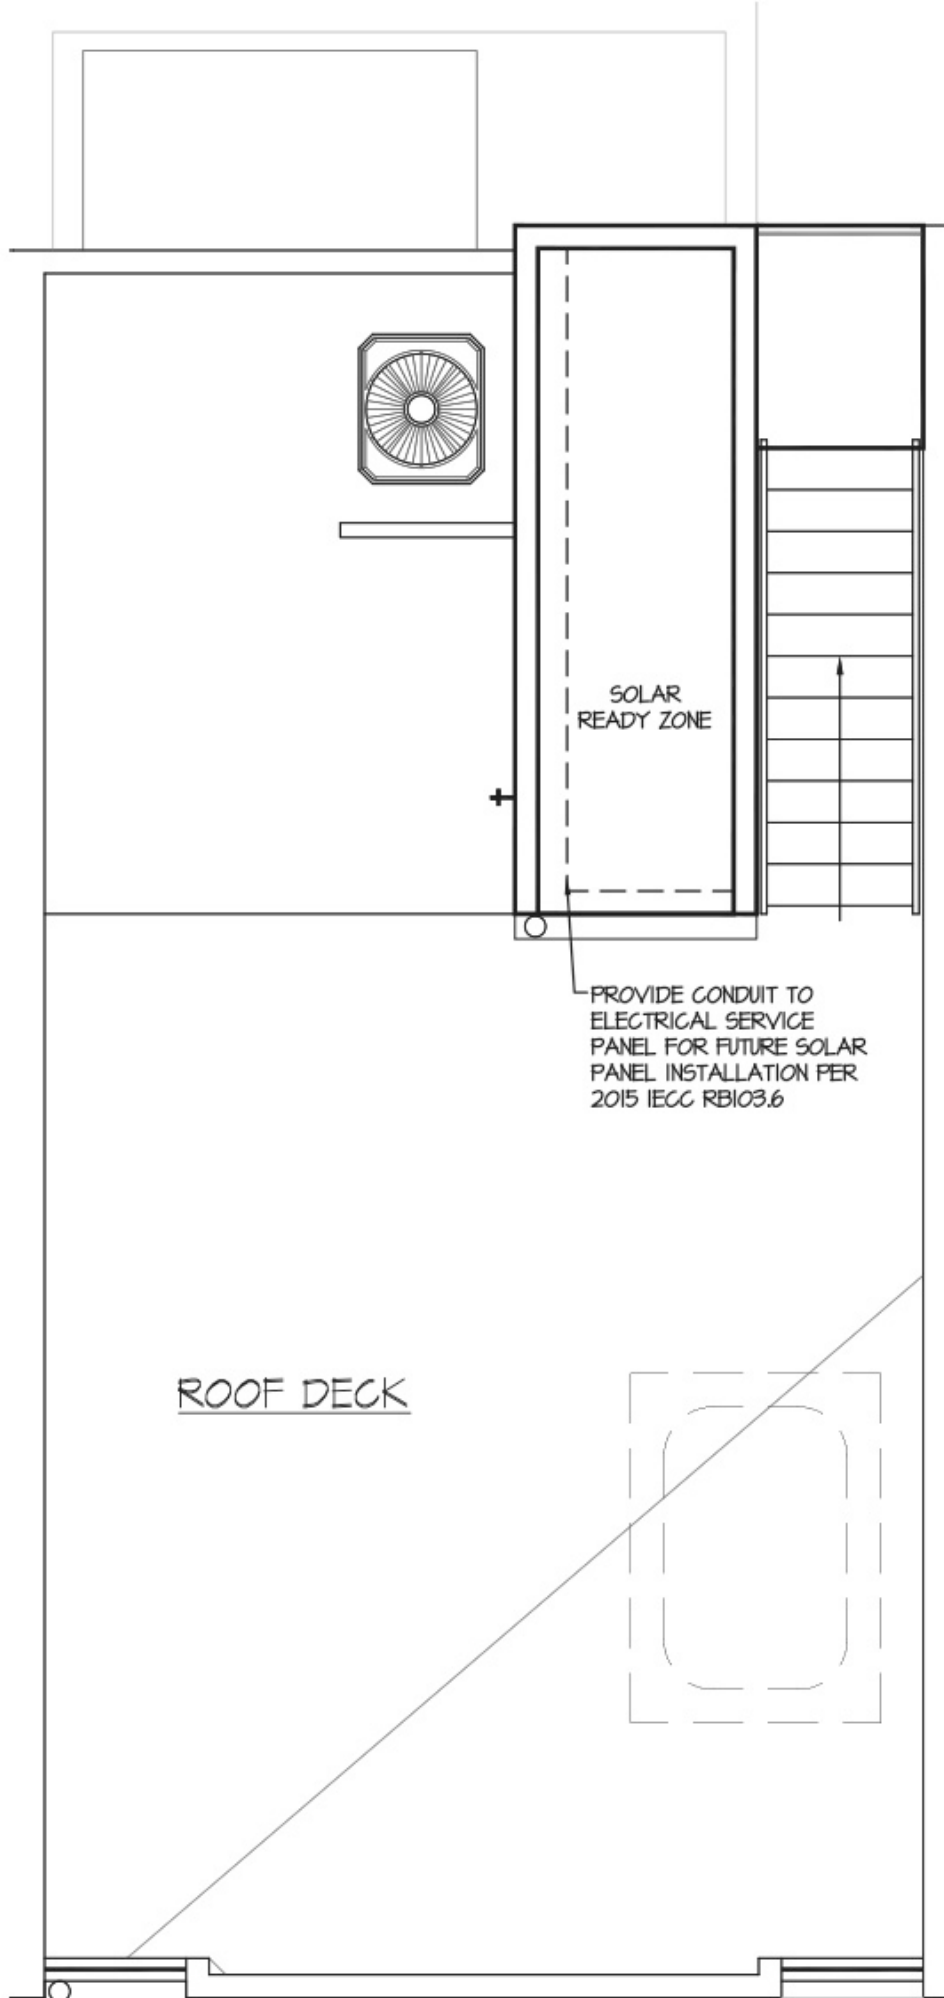 SOLAR
READY ZONE
PROVIDE CONDUIT TO
ELECTRICAL SERVICE
PANEL FOR FUTURE SOLAR
PANEL INSTALLATION PER
2015 IECC RB103.6
ROOF DECK